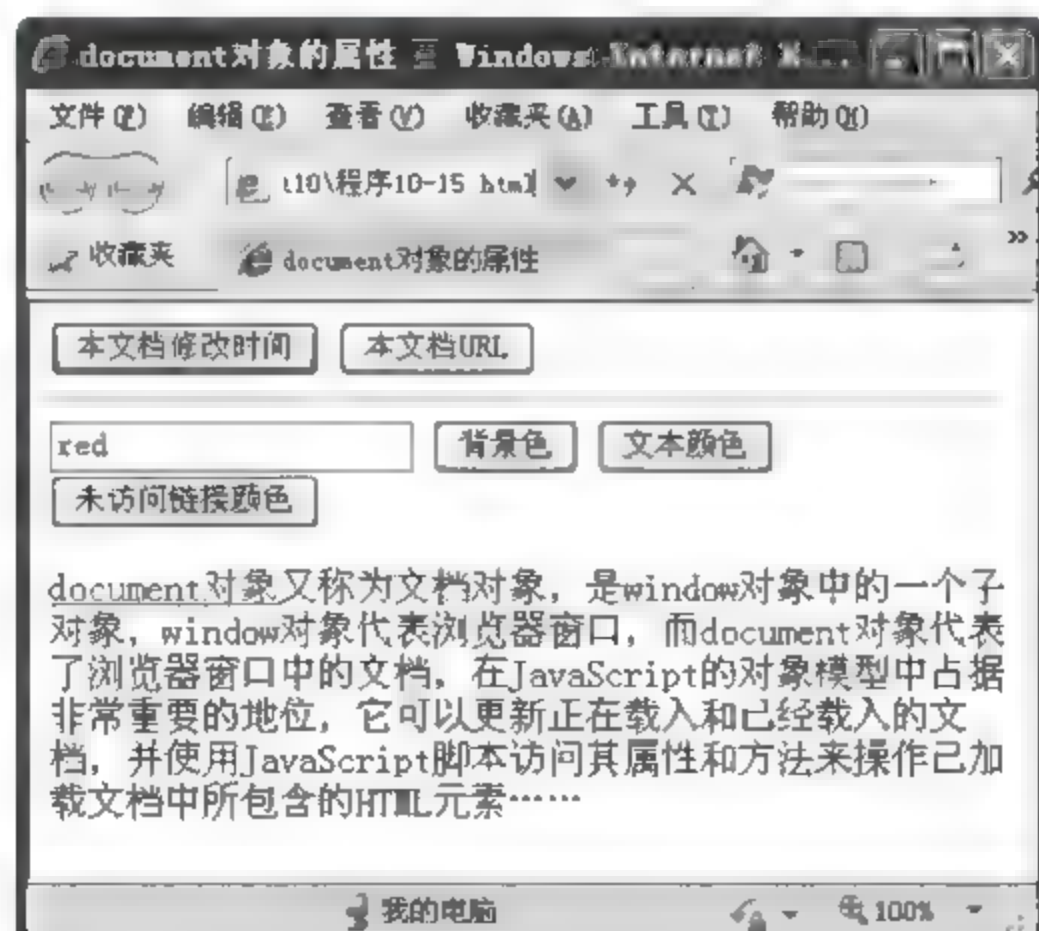 document对象的属性 Windows Internet
文件(F) 编辑(E) 查看(V) 收藏夹(A) 工具(T) 帮助(H)
t10\程序10-15 html
收藏夹 document对象的属性
本文档修改时间 本文档URL
red 背景色 文本颜色
未访问链接颜色
document对象又称为文档对象，是window对象中的一个子
对象，window对象代表浏览器窗口，而document对象代表
了浏览器窗口中的文档，在JavaScript的对象模型中占据
非常重要的地位，它可以更新正在载入和已经载入的文
档，并使用JavaScript脚本访问其属性和方法来操作已加
载文档中所包含的HTML元素……
我的电脑 100%